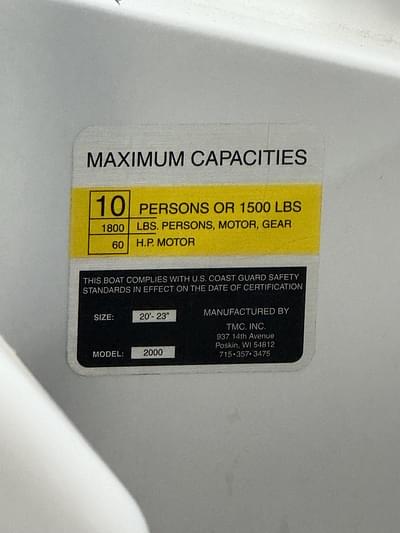 MAXIMUM CAPACITIES
10 PERSONS OR 1500 LBS
1800 LBS. PERSONS, MOTOR, GEAR
60 H.P. MOTOR
THIS BOAT COMPLIES WITH U.S. COAST GUARD SAFETY
STANDARDS IN EFFECT ON THE DATE OF CERTIFICATION
SIZE: 20'- 23"
MODEL: 2000
MANUFACTURED BY
TMC. INC.
937 14th Avenue
Poskin, WI 54812
715•357•3475